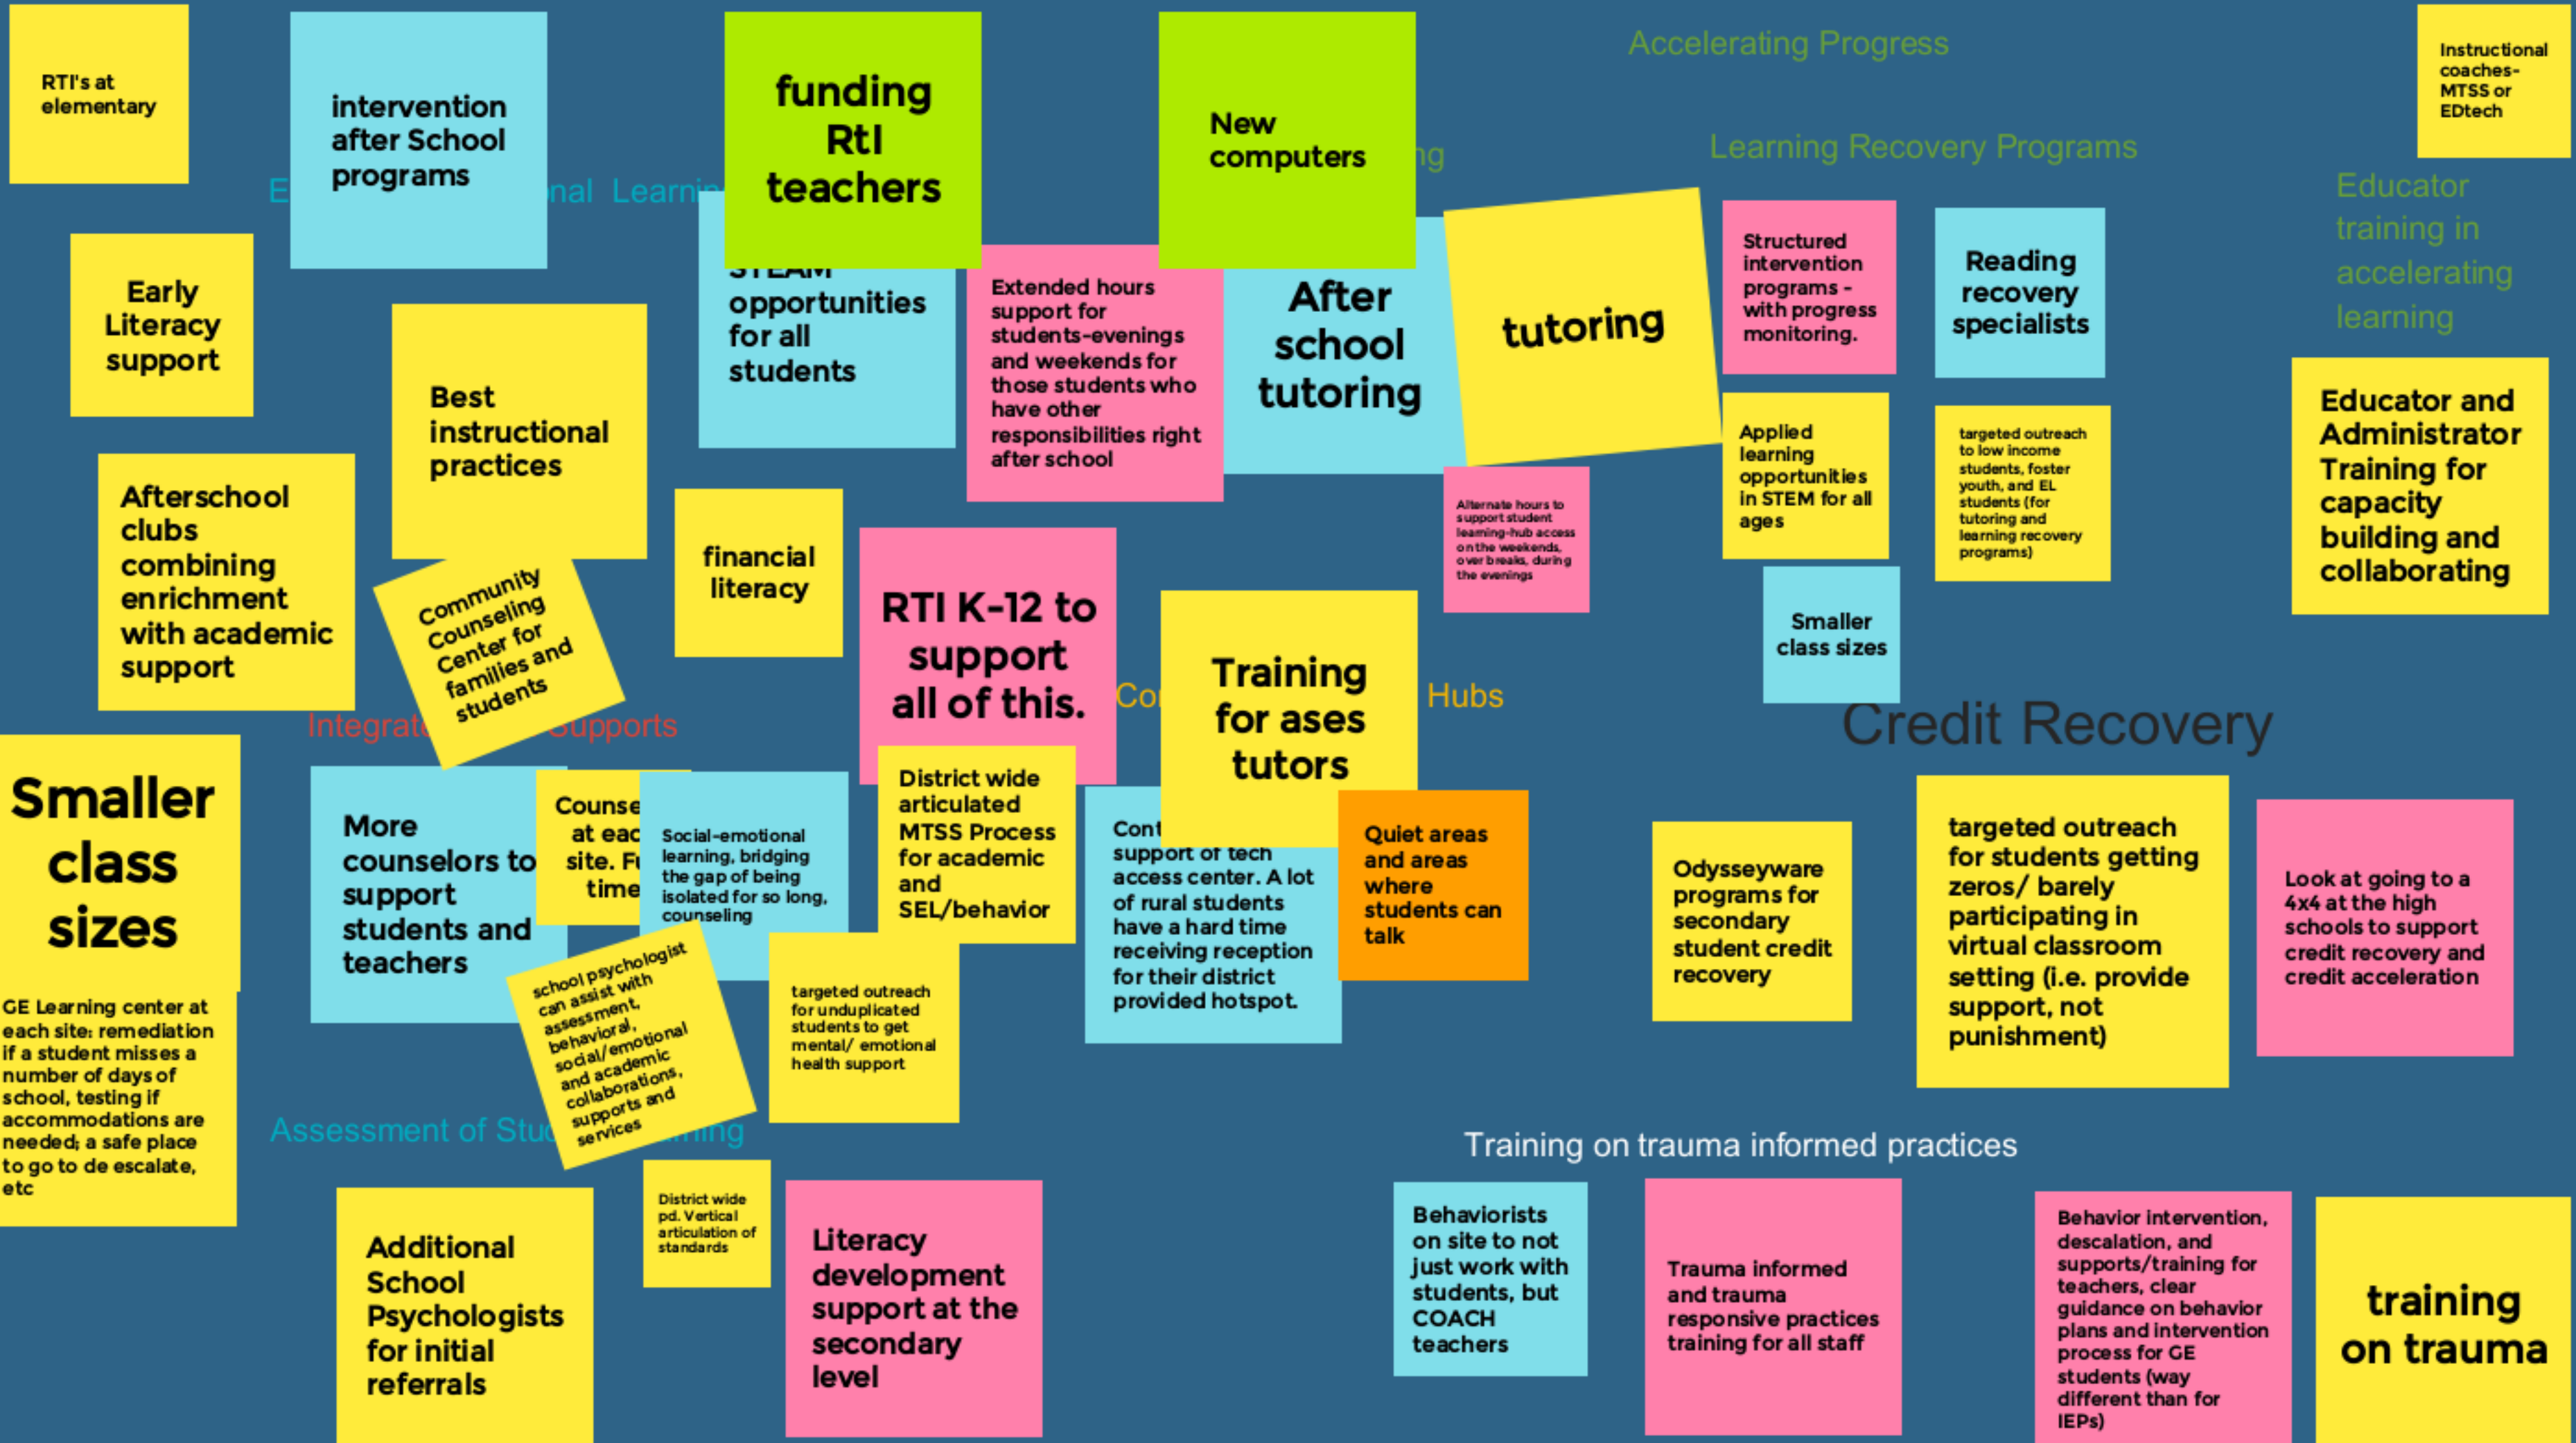 RTI's at
elementary
intervention
after School
programs
funding
RtI
teachers
New
computers
Accelerating Progress
Instructional
coaches-
MTSS or
EDtech
Learning Recovery Programs
Educator
training in
accelerating
learning
Early
Literacy
support
Best
instructional
practices
STEAM
opportunities
for all
students
Extended hours
support for
students-evenings
and weekends for
those students who
have other
responsibilities right
after school
After
school
tutoring
tutoring
Structured
intervention
programs -
with progress
monitoring.
Reading
recovery
specialists
Applied
learning
opportunities
in STEM for all
ages
targeted outreach
to low income
students, foster
youth, and EL
students (for
tutoring and
learning recovery
programs)
Educator and
Administrator
Training for
capacity
building and
collaborating
Afterschool
clubs
combining
enrichment
with academic
support
Community
Counseling
Center for
families and
students
financial
literacy
RTI K-12 to
support
all of this.
Alternate hours to
support student
learning-hub access
on the weekends,
over breaks, during
the evenings
Training
for ases
tutors
Hubs
Smaller
class sizes
Credit Recovery
Supports
Smaller
class
sizes
GE Learning center at
each site: remediation
if a student misses a
number of days of
school, testing if
accommodations are
needed; a safe place
to go to de escalate,
etc
More
counselors to
support
students and
teachers
at each
site.
time
Social-emotional
learning, bridging
the gap of being
isolated for so long,
counseling
District wide
articulated
MTSS Process
for academic
and
SEL/behavior
support of tech
access center. A lot
of rural students
have a hard time
receiving reception
for their district
provided hotspot.
Quiet areas
and areas
where
students can
talk
Odysseyware
programs for
secondary
student credit
recovery
targeted outreach
for students getting
zeros/ barely
participating in
virtual classroom
setting (i.e. provide
support, not
punishment)
Look at going to a
4x4 at the high
schools to support
credit recovery and
credit acceleration
school psychologist
can assist with
assessment,
behavioral,
social/emotional
and academic
collaborations,
supports and
services
targeted outreach
for unduplicated
students to get
mental/ emotional
health support
Assessment of
Training on trauma informed practices
Additional
School
Psychologists
for initial
referrals
District wide
pd. Vertical
articulation of
standards
Literacy
development
support at the
secondary
level
Behaviorists
on site to not
just work with
students, but
COACH
teachers
Trauma informed
and trauma
responsive practices
training for all staff
Behavior intervention,
descalation, and
supports/training for
teachers, clear
guidance on behavior
plans and intervention
process for GE
students (way
different than for
IEPs)
training
on trauma